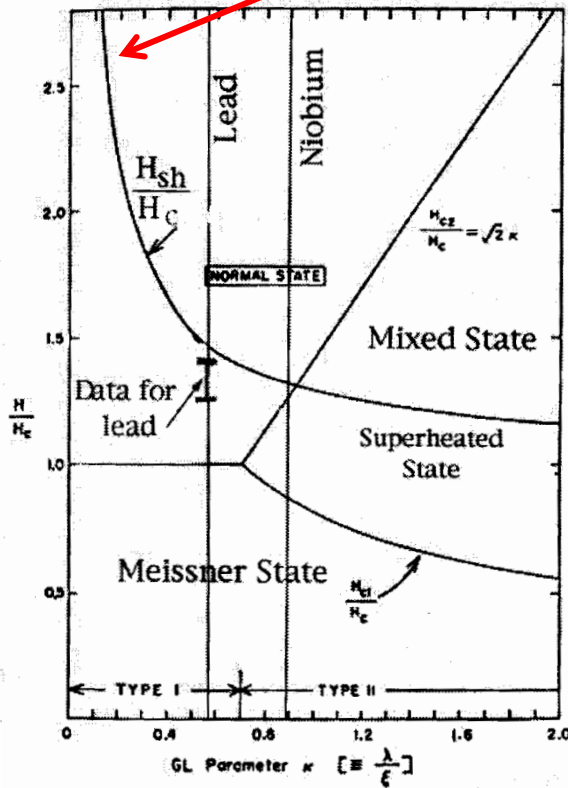 2.5
2.0
1.5
1.0
0.5
H
H_c
Lead
Niobium
H_sh
H_c
H_c2/H_c = √2 κ
NORMAL STATE
Mixed State
Data for
lead
Superheated
State
Meissner State
H_c1
H_c
TYPE I
TYPE II
0 0.4 0.8 1.2 1.6 2.0
GL Parameter κ [≡ λ/ξ]